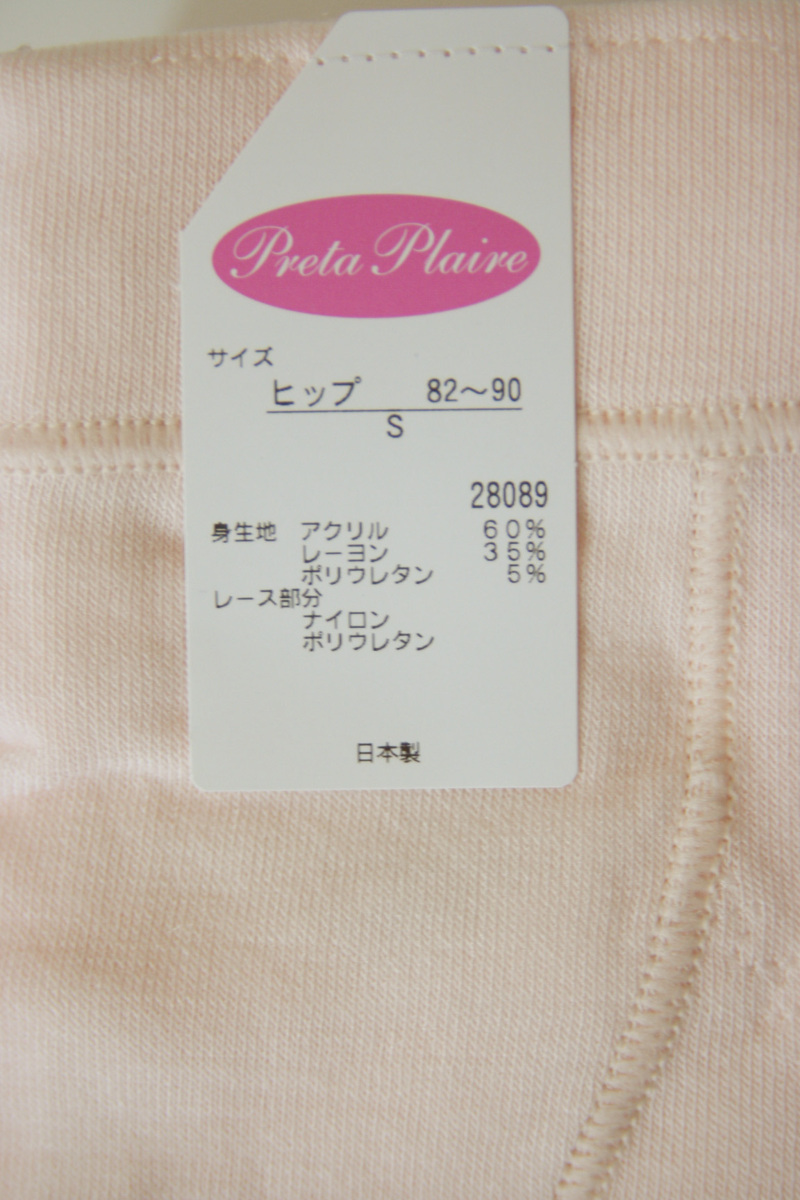 Preta Plaire
サイズ
ヒップ 82～90
S
28089
身生地 アクリル 60%
レーヨン 35%
ポリウレタン 5%
レース部分
ナイロン
ポリウレタン
日本製